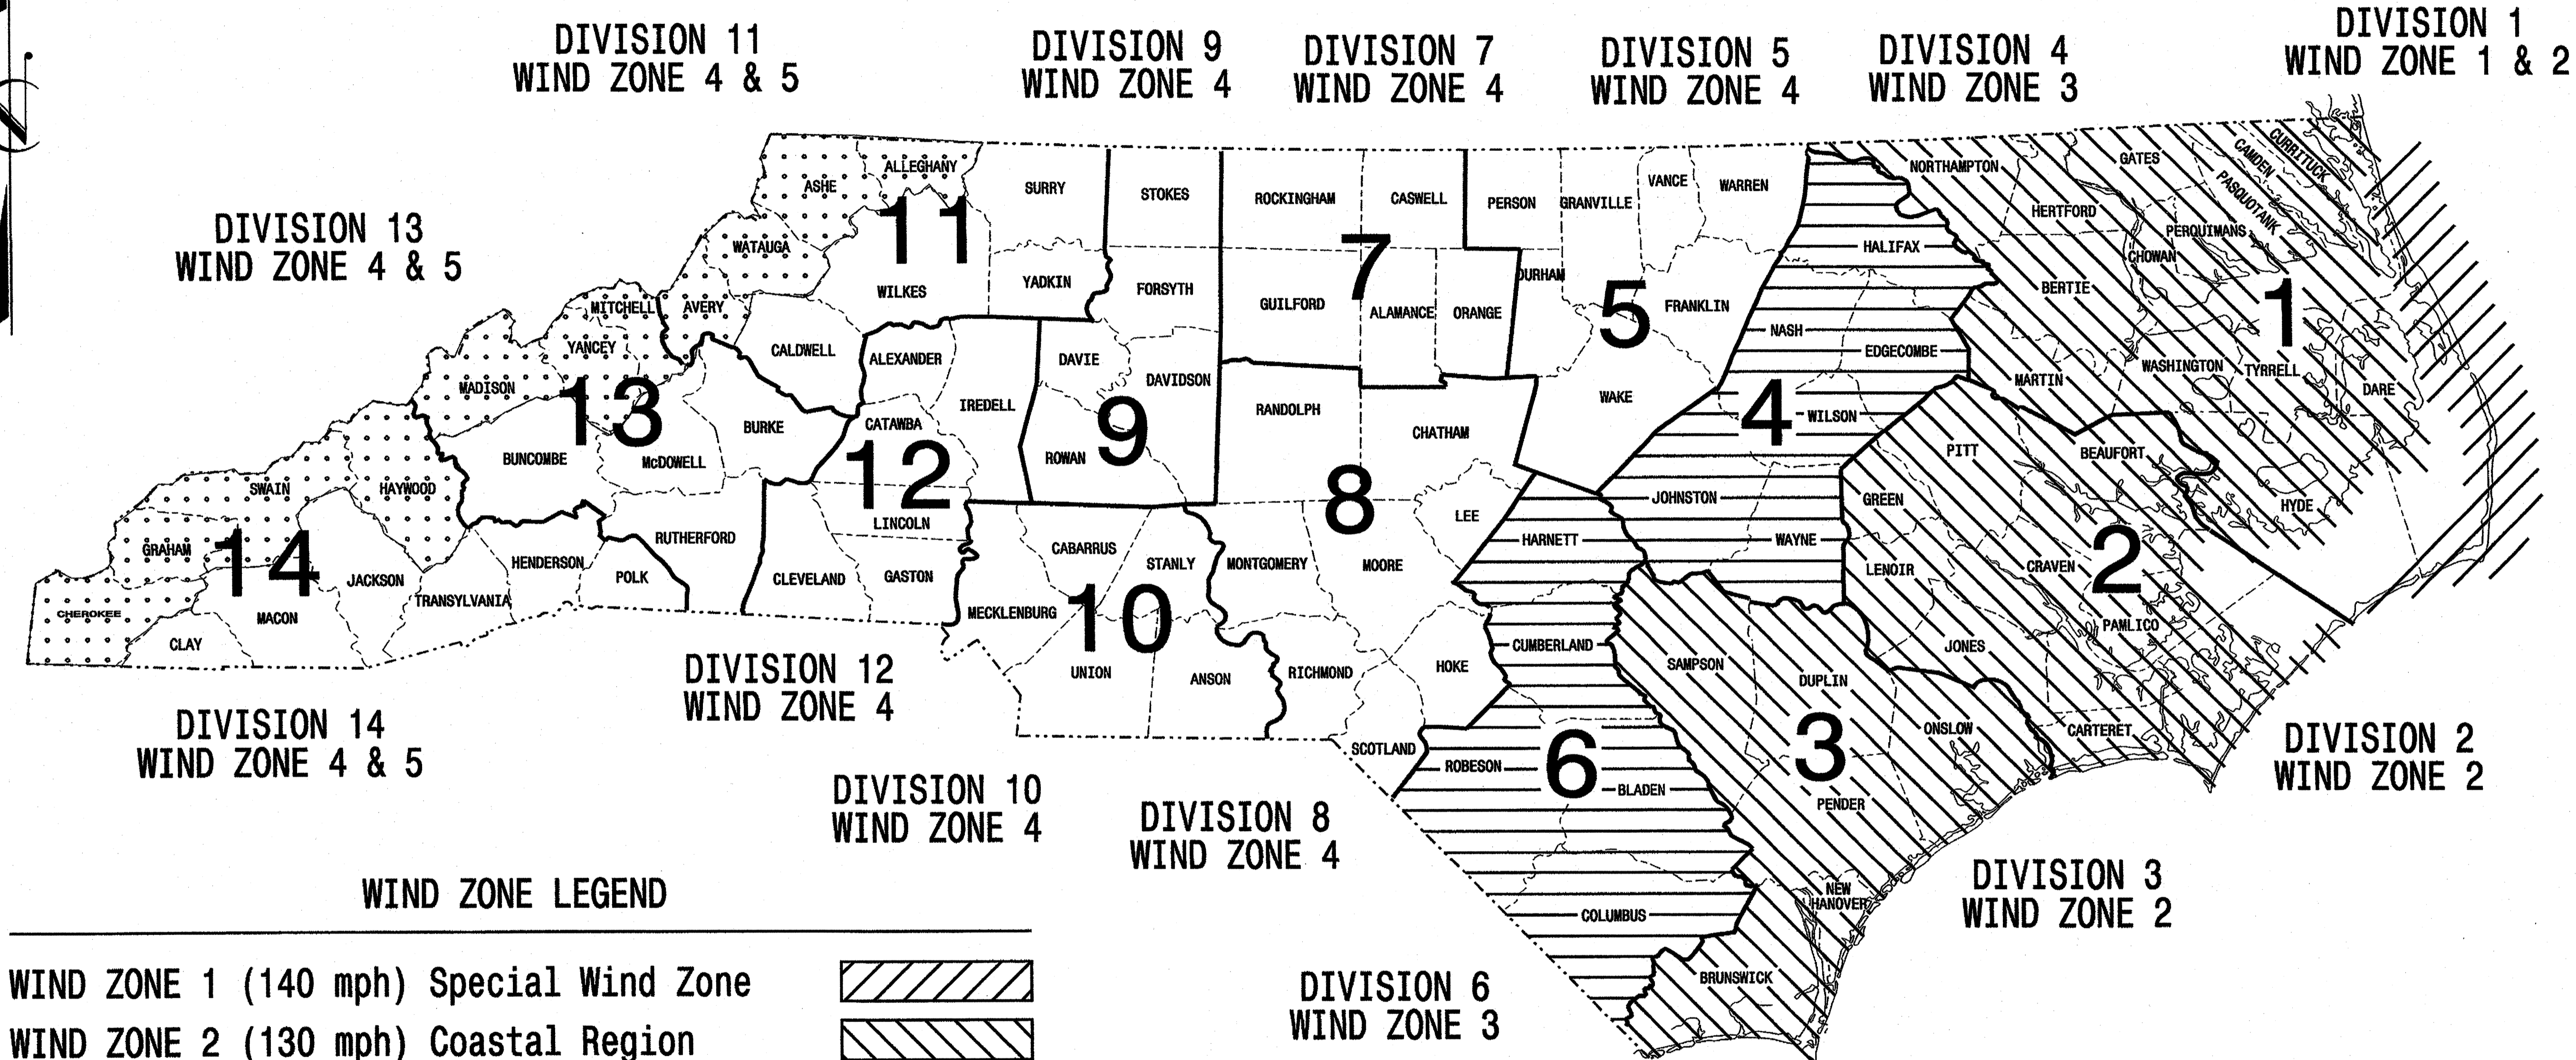 DIVISION 11
WIND ZONE 4 & 5
DIVISION 9
WIND ZONE 4
DIVISION 7
WIND ZONE 4
DIVISION 5
WIND ZONE 4
DIVISION 4
WIND ZONE 3
DIVISION 1
WIND ZONE 1 & 2
DIVISION 13
WIND ZONE 4 & 5
ASHE
ALLEGHANY
SURRY
STOKES
ROCKINGHAM
CASWELL
PERSON
GRANVILLE
VANCE
WARREN
NORTHAMPTON
GATES
CAMDEN
CURRITUCK
PASQUOTANK
HERTFORD
PERQUIMANS
CHOWAN
HALIFAX
BERTIE
WATAUGA
11
WILKES
YADKIN
FORSYTH
7
GUILFORD
ALAMANCE
ORANGE
DURHAM
5
FRANKLIN
NASH
EDGECOMBE
1
MITCHELL
AVERY
YANCEY
CALDWELL
ALEXANDER
DAVIE
DAVIDSON
MADISON
13
BURKE
CATAWBA
IREDELL
9
RANDOLPH
CHATHAM
WAKE
4
WILSON
MARTIN
WASHINGTON
TYRRELL
DARE
BUNCOMBE
McDOWELL
12
ROWAN
8
LEE
JOHNSTON
PITT
BEAUFORT
HYDE
SWAIN
HAYWOOD
LINCOLN
GREEN
GRAHAM
14
JACKSON
HENDERSON
RUTHERFORD
POLK
CLEVELAND
GASTON
CABARRUS
STANLY
MONTGOMERY
MOORE
HARNETT
WAYNE
LENOIR
CRAVEN
2
CHEROKEE
MACON
TRANSYLVANIA
CLAY
MECKLENBURG
10
UNION
ANSON
RICHMOND
HOKE
CUMBERLAND
SAMPSON
DUPLIN
JONES
PAMLICO
SCOTLAND
ROBESON
6
BLADEN
3
PENDER
ONSLOW
CARTERET
COLUMBUS
NEW
HANOVER
BRUNSWICK
DIVISION 14
WIND ZONE 4 & 5
DIVISION 12
WIND ZONE 4
DIVISION 10
WIND ZONE 4
DIVISION 8
WIND ZONE 4
DIVISION 6
WIND ZONE 3
DIVISION 3
WIND ZONE 2
DIVISION 2
WIND ZONE 2
WIND ZONE LEGEND
WIND ZONE 1 (140 mph) Special Wind Zone
WIND ZONE 2 (130 mph) Coastal Region